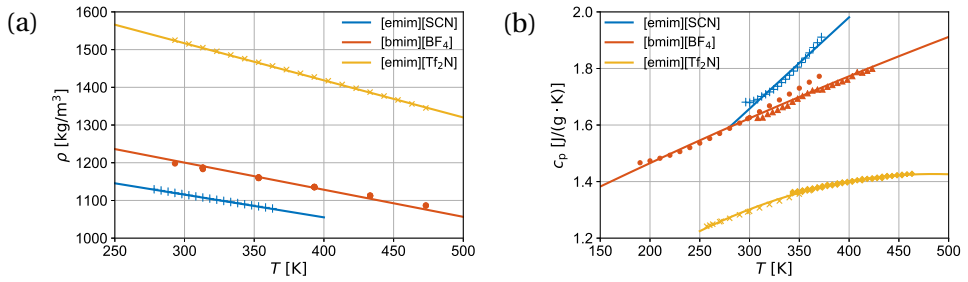 (a)
1600
1500
1400
1300
1200
1100
1000
ρ [kg/m³]
250
300
350
400
450
500
T [K]
[emim][SCN]
[bmim][BF₄]
[emim][Tf₂N]
(b)
2.0
1.8
1.6
1.4
1.2
cₚ [J/(g · K)]
150
200
250
300
350
400
450
500
T [K]
[emim][SCN]
[bmim][BF₄]
[emim][Tf₂N]